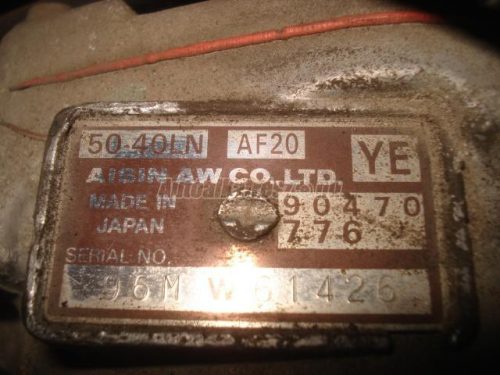 50-40LN AF20 YE
AISIN AW CO., LTD.
MADE IN JAPAN
90470
776
SERIAL NO.
96M W61426